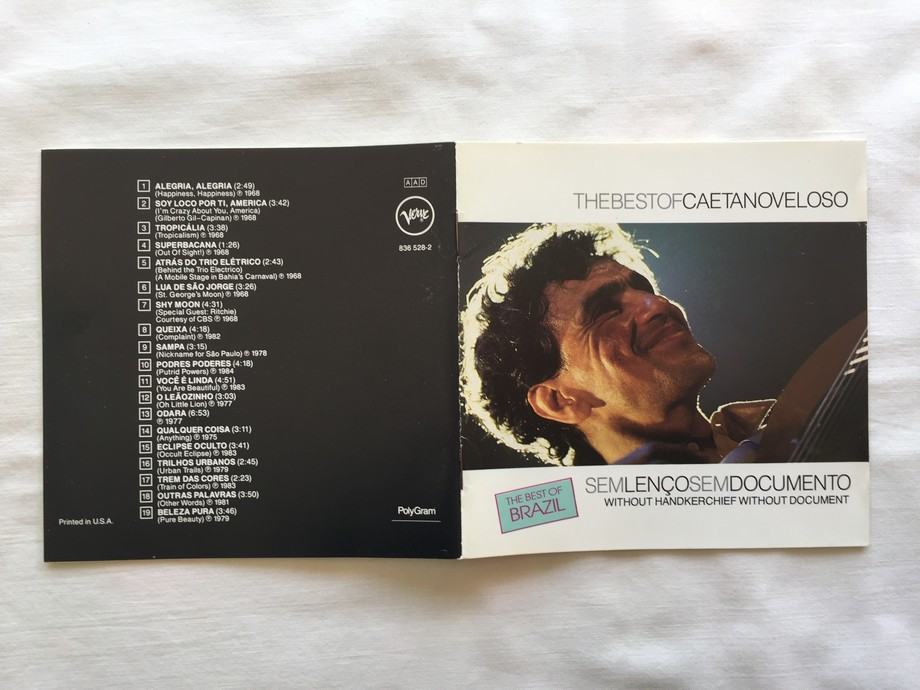 1 ALEGRIA, ALEGRIA (2:49)
(Happiness, Happiness) ℗ 1968
2 SOY LOCO POR TI, AMERICA (3:42)
(I'm Crazy About You, America)
(Gilberto Gil–Capinan) ℗ 1968
3 TROPICÁLIA (3:38)
(Tropicalism) ℗ 1968
4 SUPERBACANA (1:26)
(Out Of Sight!) ℗ 1968
5 ATRÁS DO TRIO ELÉTRICO (2:43)
(Behind the Trio Electrico)
(A Mobile Stage in Bahia's Carnaval) ℗ 1968
6 LUA DE SÃO JORGE (3:26)
(St. George's Moon) ℗ 1968
7 SHY MOON (4:31)
(Special Guest: Ritchie)
Courtesy of CBS ℗ 1968
8 QUEIXA (4:18)
(Complaint) ℗ 1982
9 SAMPA (3:15)
(Nickname for São Paulo) ℗ 1978
10 PODRES PODERES (4:18)
(Putrid Powers) ℗ 1984
11 VOCÊ É LINDA (4:51)
(You Are Beautiful) ℗ 1983
12 O LEÃOZINHO (3:03)
(Oh Little Lion) ℗ 1977
13 ODARA (6:53)
℗ 1977
14 QUALQUER COISA (3:11)
(Anything) ℗ 1975
15 ECLIPSE OCULTO (3:41)
(Occult Eclipse) ℗ 1983
16 TRILHOS URBANOS (2:45)
(Urban Trails) ℗ 1979
17 TREM DAS CORES (2:23)
(Train of Colors) ℗ 1983
18 OUTRAS PALAVRAS (3:50)
(Other Words) ℗ 1981
19 BELEZA PURA (3:46)
(Pure Beauty) ℗ 1979
Printed in U.S.A.
AAD
Verve
836 528-2
PolyGram
THEBESTOFCAETANOVELOSO
THE BEST OF
BRAZIL
SEMLENÇOSEMDOCUMENTO
WITHOUT HANDKERCHIEF WITHOUT DOCUMENT